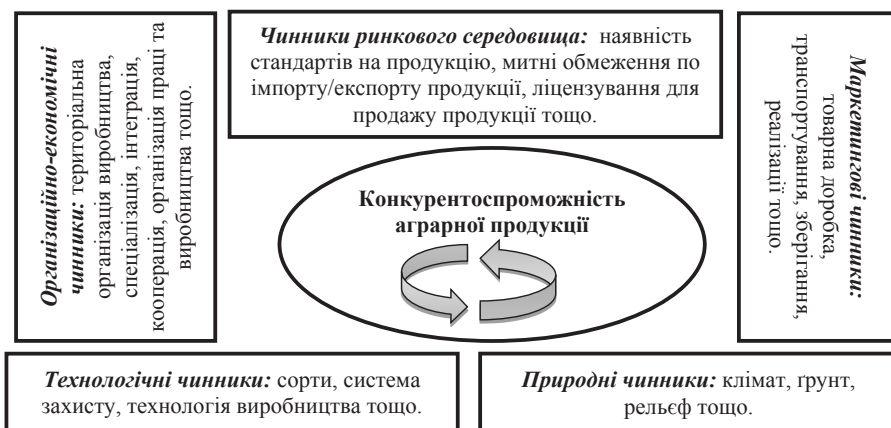 Організаційно-економічні
чинники: територіальна
організація виробництва,
спеціалізація, інтеграція,
кооперація, організація праці та
виробництва тощо.
Чинники ринкового середовища: наявність
стандартів на продукцію, митні обмеження по
імпорту/експорту продукції, ліцензування для
продажу продукції тощо.
Маркетингові чинники:
товарна доробка,
транспортування, зберігання,
реалізації тощо.
Конкурентоспроможність
аграрної продукції
Технологічні чинники: сорти, система
захисту, технологія виробництва тощо.
Природні чинники: клімат, ґрунт,
рельєф тощо.